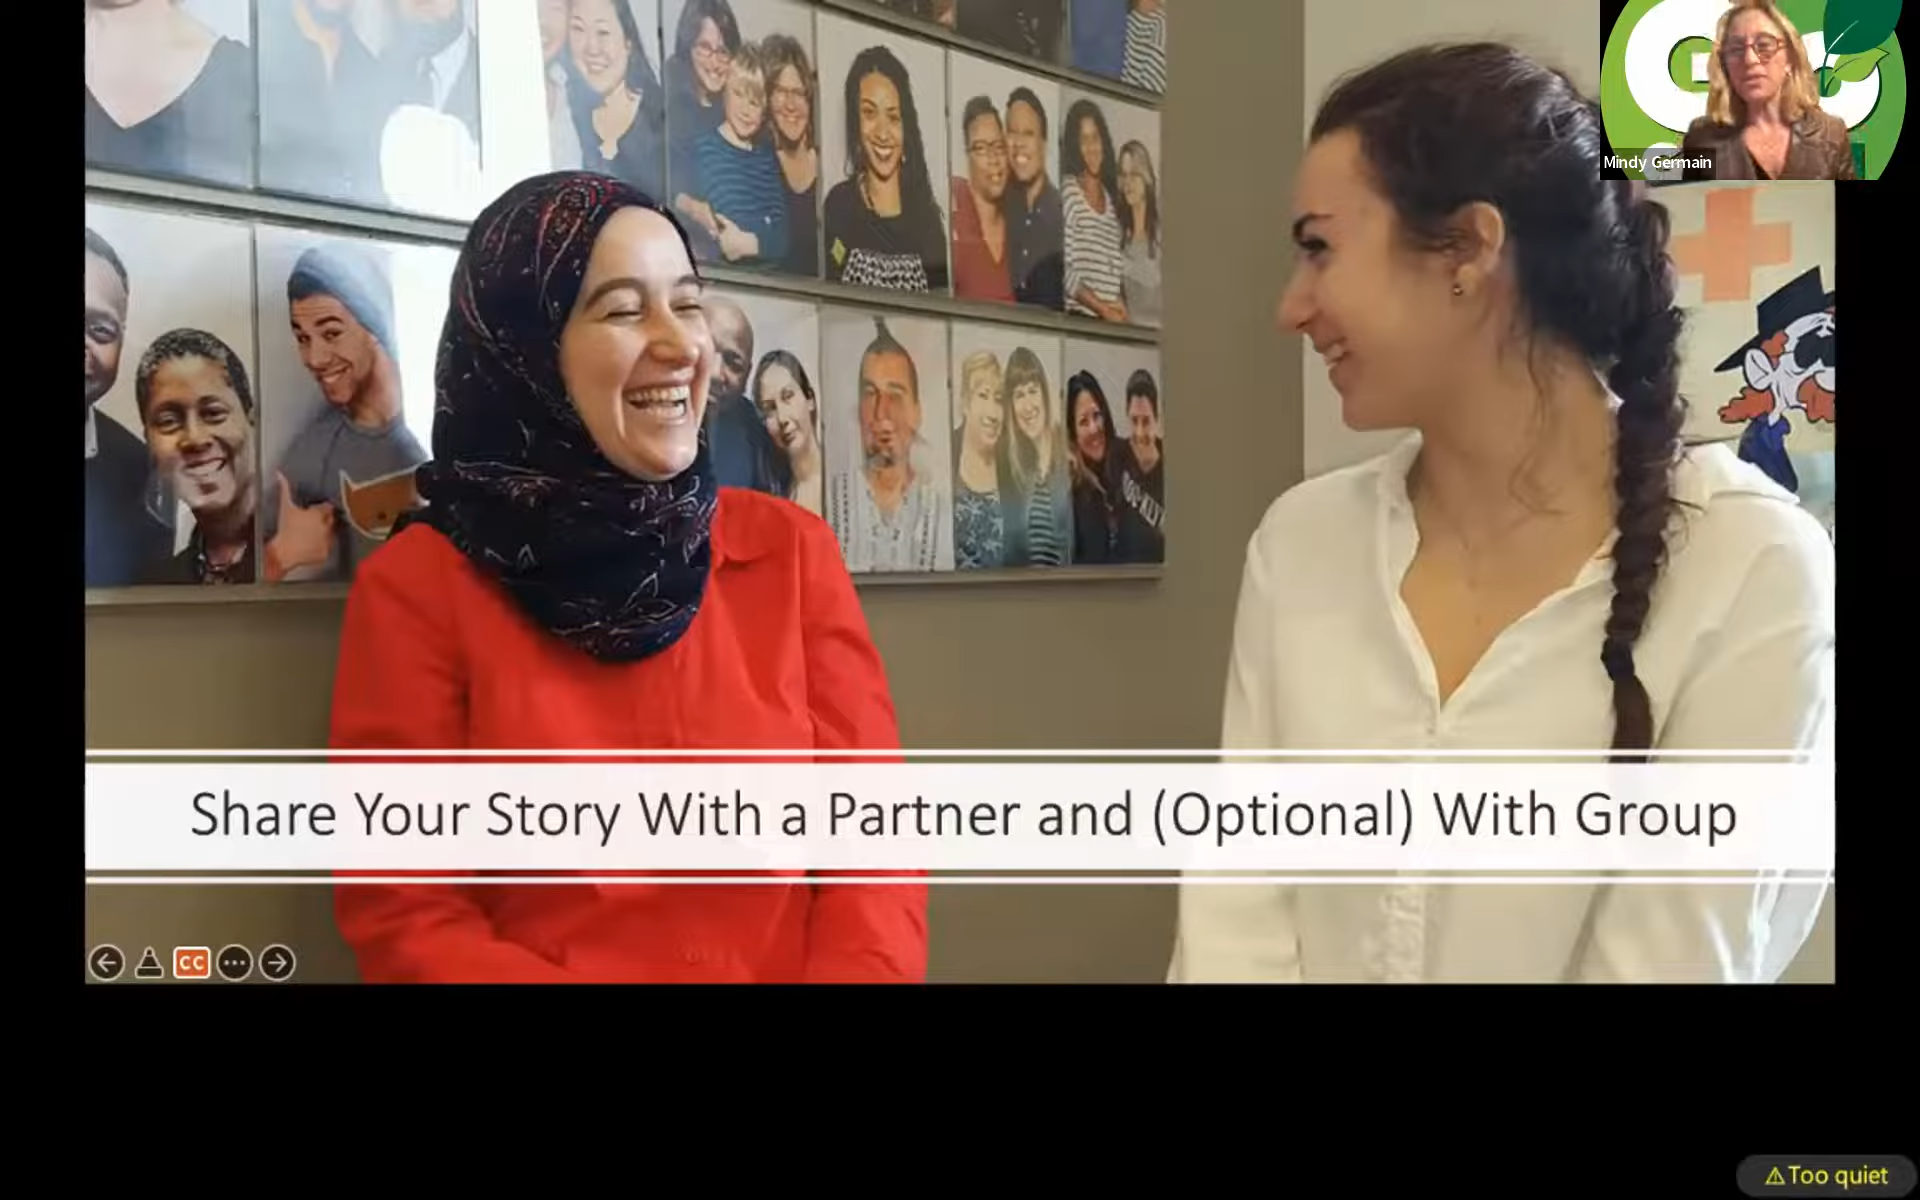 Mindy Germain
Share Your Story With a Partner and (Optional) With Group
CC
Too quiet